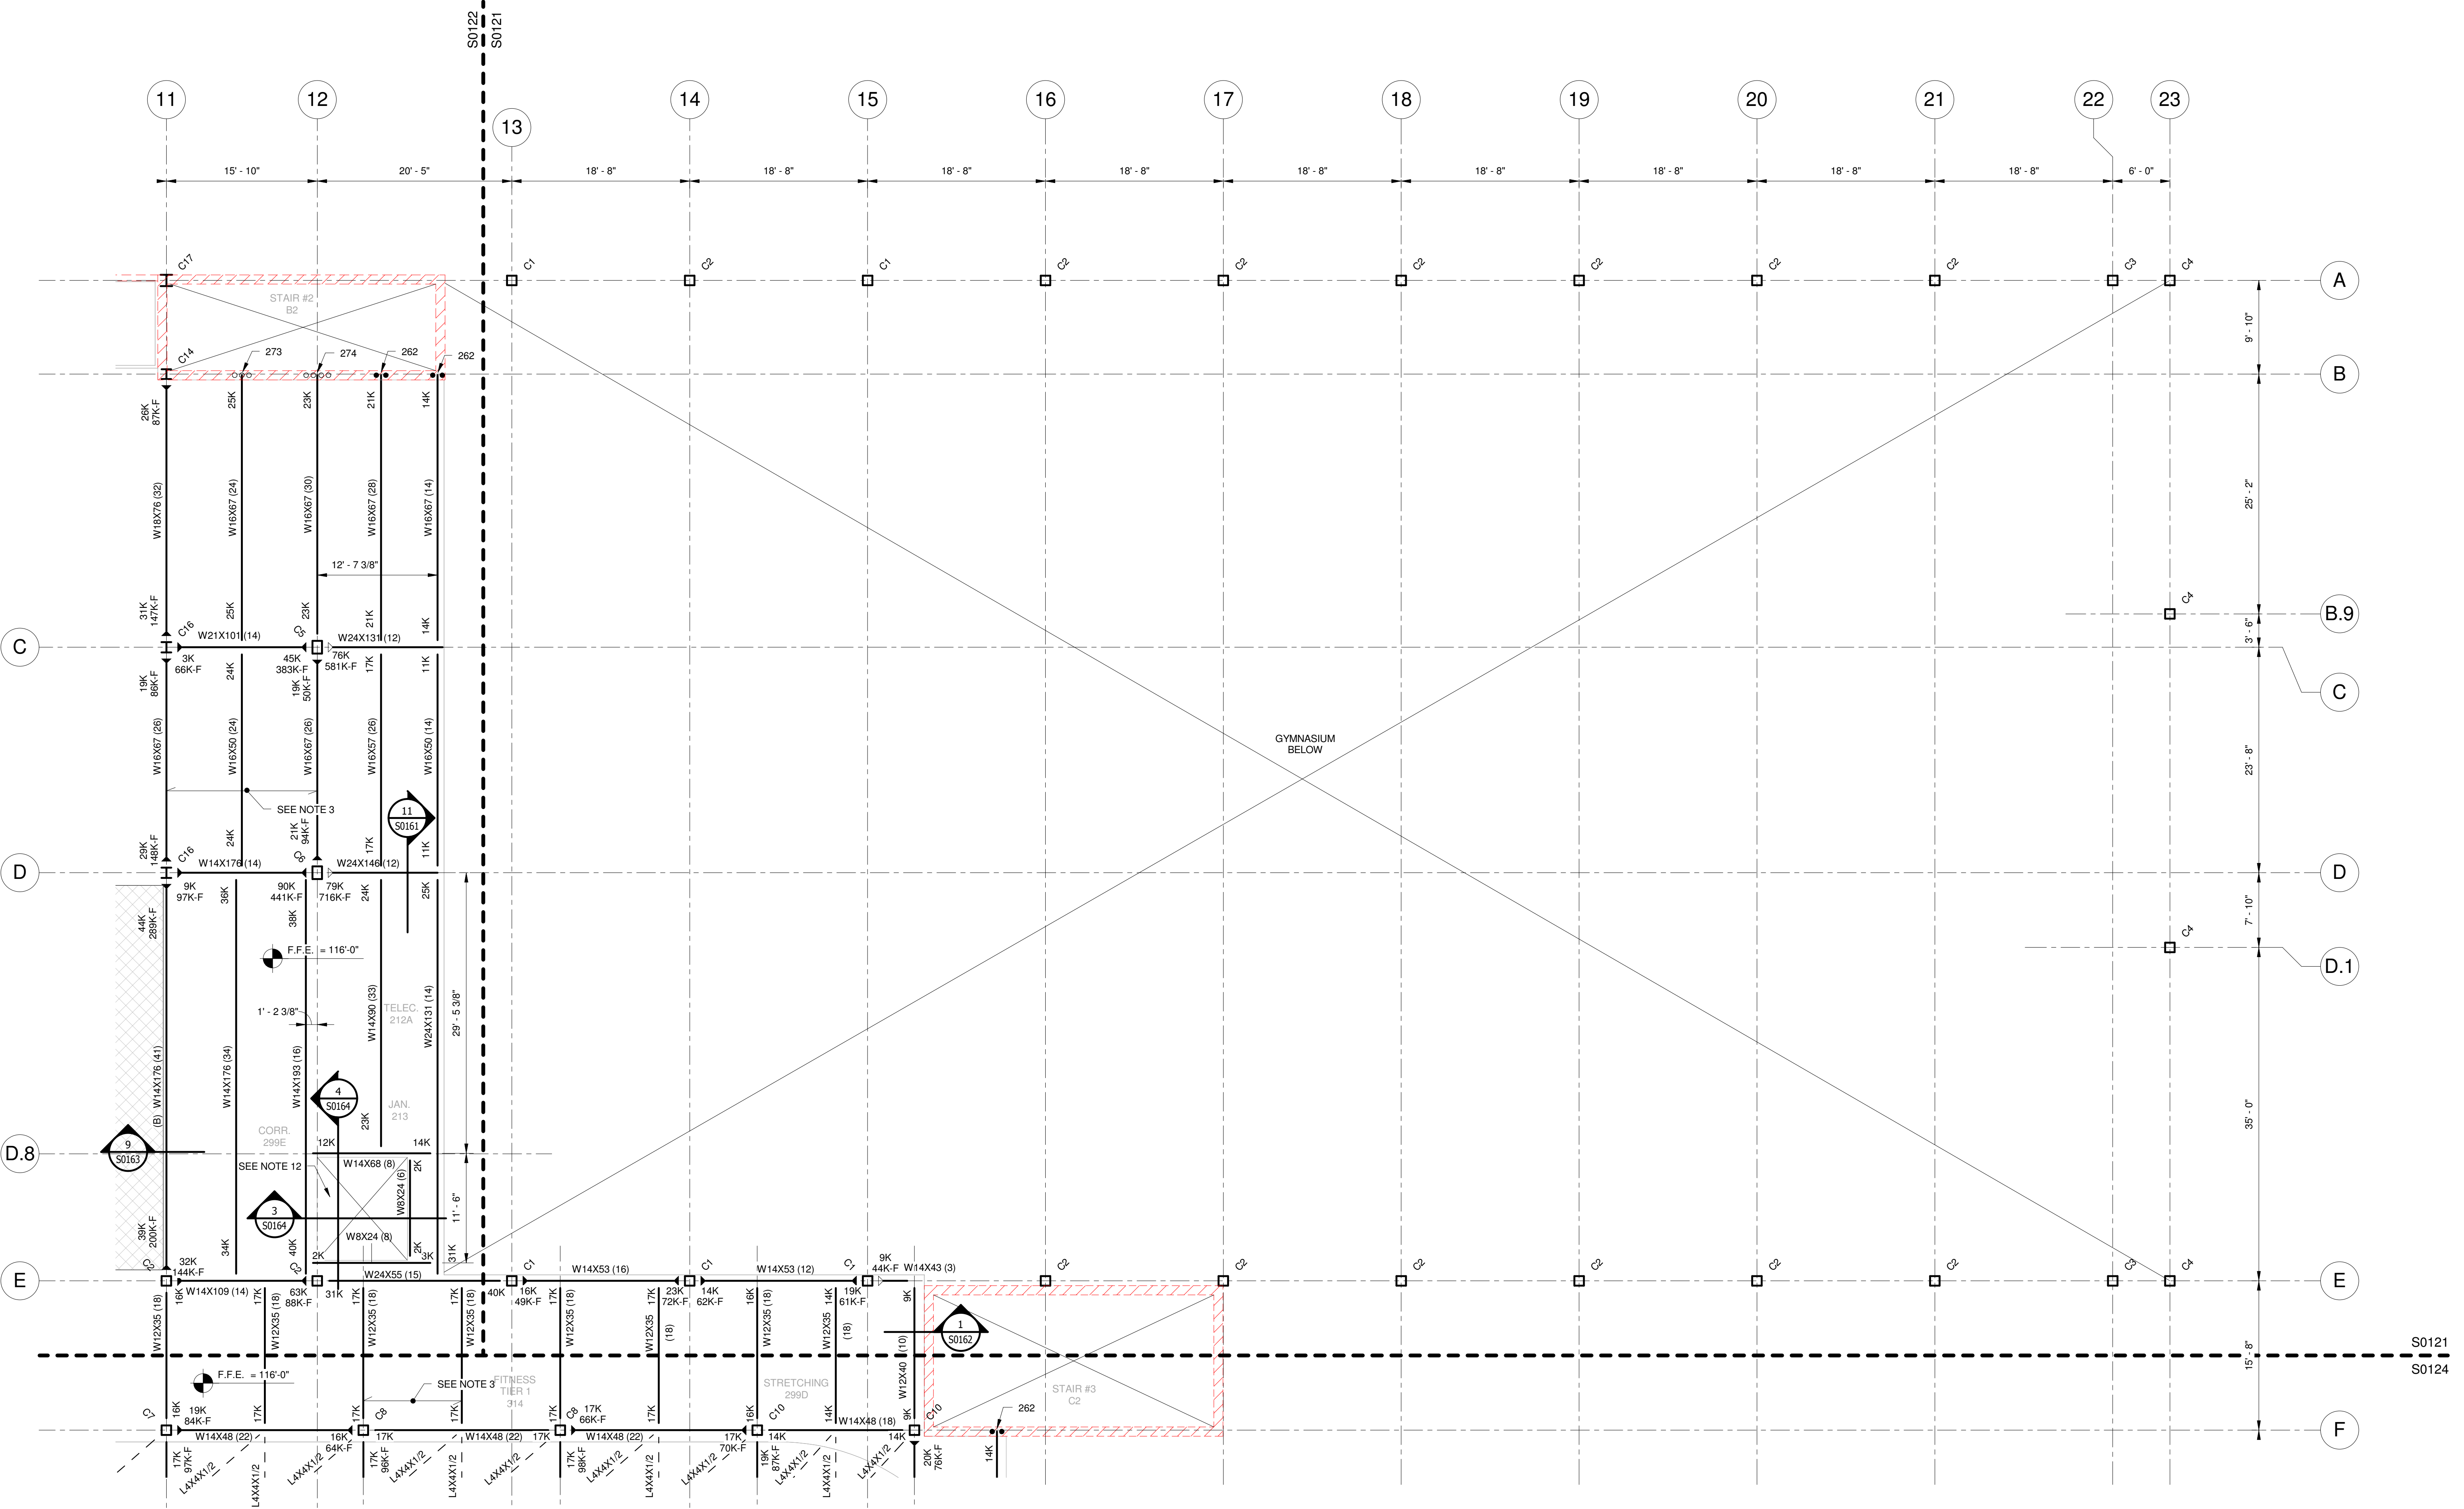 S0122
S0121
11
12
13
14
15
16
17
18
19
20
21
22
23
15' - 10"
20' - 5"
18' - 8"
18' - 8"
18' - 8"
18' - 8"
18' - 8"
18' - 8"
18' - 8"
18' - 8"
18' - 8"
6' - 0"
C17
C1
C2
C1
C2
C2
C2
C2
C2
C2
C3
C4
A
STAIR #2
B2
9' - 10"
C14
273
274
262
262
B
26K
87K-F
25K
23K
21K
14K
W18X76 (32)
W16X67 (24)
W16X67 (30)
W16X67 (28)
W16X67 (14)
25' - 2"
12' - 7 3/8"
31K
147K-F
25K
23K
21K
14K
C4
B.9
3' - 6"
C
C16
W21X101 (14)
C5
W24X131 (12)
3K
66K-F
45K
383K-F
76K
581K-F
C
19K
86K-F
24K
19K
50K-F
17K
11K
W16X67 (26)
W16X50 (24)
W16X67 (26)
W16X57 (26)
W16X50 (14)
GYMNASIUM
BELOW
23' - 8"
SEE NOTE 3
11
S0161
29K
148K-F
24K
21K
94K-F
17K
11K
D
C16
W14X176 (14)
C6
W24X146 (12)
D
9K
97K-F
90K
441K-F
79K
716K-F
44K
289K-F
36K
38K
24K
25K
7' - 10"
C4
D.1
F.F.E. = 116'-0"
1' - 2 3/8"
TELEC.
212A
W14X90 (33)
W24X131 (14)
29' - 5 3/8"
(B) W14X176 (41)
W14X176 (34)
W14X193 (16)
4
S0164
JAN.
213
23K
35' - 0"
CORR.
299E
9
S0163
D.8
12K
14K
W14X68 (8)
SEE NOTE 12
2K
W8X24 (6)
3
S0164
11' - 6"
W8X24 (8)
39K
200K-F
34K
40K
2K
2K
3K
31K
E
C2
32K
144K-F
C2
W24X55 (15)
C1
W14X53 (16)
C1
W14X53 (12)
C1
9K
44K-F
W14X43 (3)
C2
C2
C2
C2
C2
C2
C3
C4
E
W14X109 (14)
63K
88K-F
31K
40K
16K
49K-F
23K
72K-F
14K
62K-F
19K
61K-F
16K
17K
17K
17K
17K
17K
16K
14K
9K
W12X35 (18)
W12X35 (18)
W12X35 (18)
W12X35 (18)
W12X35 (18)
W12X35
(18)
W12X35 (18)
W12X35
(18)
W12X40 (10)
1
S0162
S0121
S0124
15' - 8"
F.F.E. = 116'-0"
SEE NOTE 3
FITNESS
TIER 1
314
STRETCHING
299D
STAIR #3
C2
C7
16K
19K
84K-F
17K
17K
C8
17K
17K
C8
17K
66K-F
17K
16K
C10
14K
W14X48 (18)
9K
C10
262
F
W14X48 (22)
16K
64K-F
17K
W14X48 (22)
17K
W14X48 (22)
17K
70K-F
14K
14K
17K
97K-F
L4X4X1/2
L4X4X1/2
L4X4X1/2
17K
96K-F
L4X4X1/2
L4X4X1/2
L4X4X1/2
17K
98K-F
L4X4X1/2
L4X4X1/2
L4X4X1/2
19K
87K-F
L4X4X1/2
L4X4X1/2
L4X4X1/2
20K
76K-F
14K